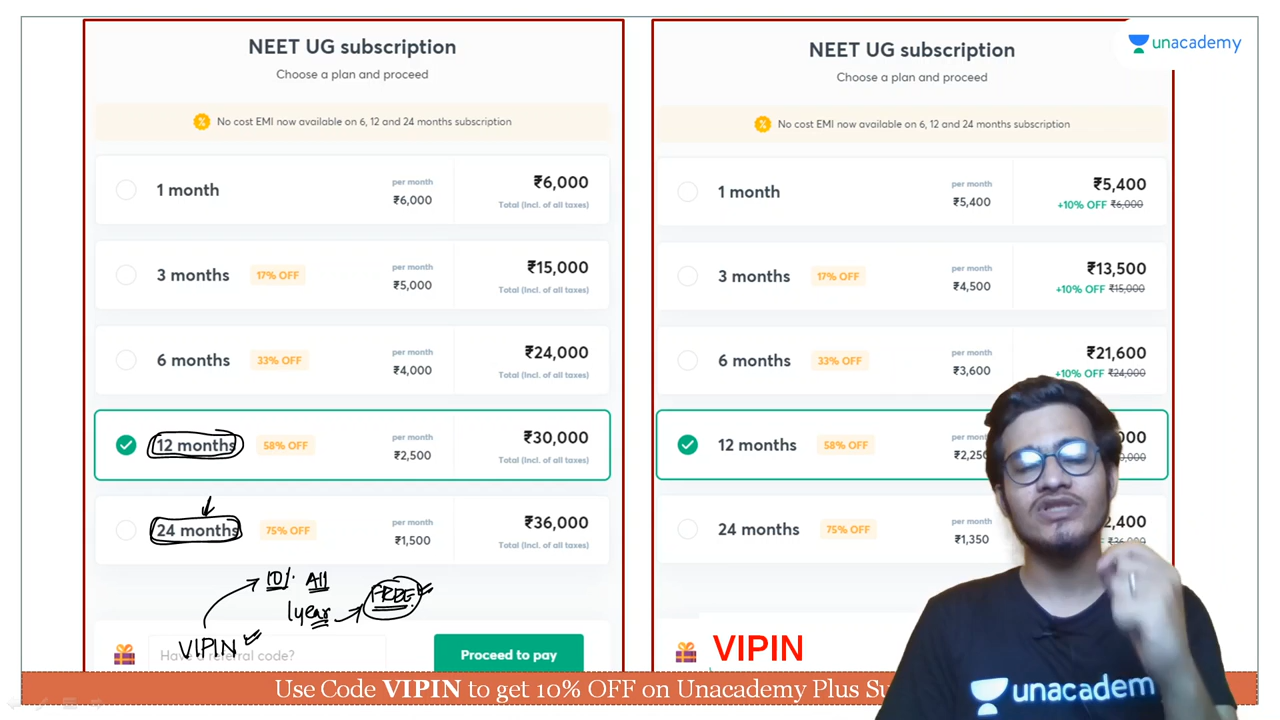 NEET UG subscription
Choose a plan and proceed
No cost EMI now available on 6, 12 and 24 months subscription
1 month
per month
₹6,000
₹6,000
Total (Incl. of all taxes)
3 months
17% OFF
per month
₹5,000
₹15,000
Total (Incl. of all taxes)
6 months
33% OFF
per month
₹4,000
₹24,000
Total (Incl. of all taxes)
12 months
58% OFF
per month
₹2,500
₹30,000
Total (Incl. of all taxes)
24 months
75% OFF
per month
₹1,500
₹36,000
Total (Incl. of all taxes)
10% All
1year
FREE
VIPIN
Have a referral code?
Proceed to pay
unacademy
NEET UG subscription
Choose a plan and proceed
No cost EMI now available on 6, 12 and 24 months subscription
1 month
per month
₹5,400
₹5,400
+10% OFF ₹6,000
3 months
17% OFF
per month
₹4,500
₹13,500
+10% OFF ₹15,000
6 months
33% OFF
per month
₹3,600
₹21,600
+10% OFF ₹24,000
12 months
58% OFF
24 months
75% OFF
per month
₹1,350
VIPIN
Use Code VIPIN to get 10% OFF on Unacademy Plus
unacadem